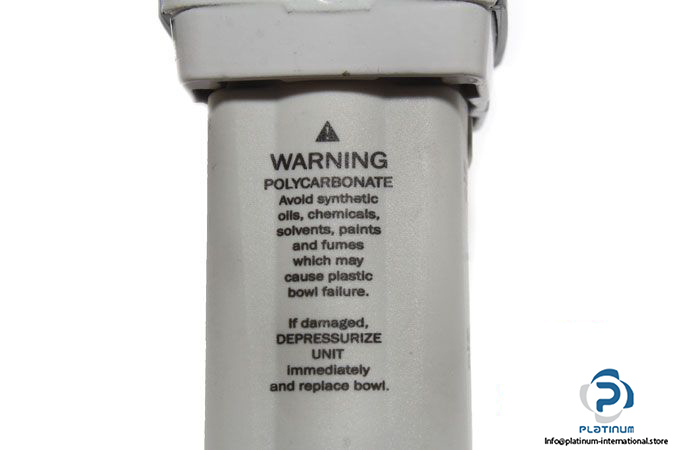 WARNING
POLYCARBONATE
Avoid synthetic
oils, chemicals,
solvents, paints
and fumes
which may
cause plastic
bowl failure.
If damaged,
DEPRESSURIZE
UNIT
immediately
and replace bowl.
PLATINUM
Info@platinum-international.store